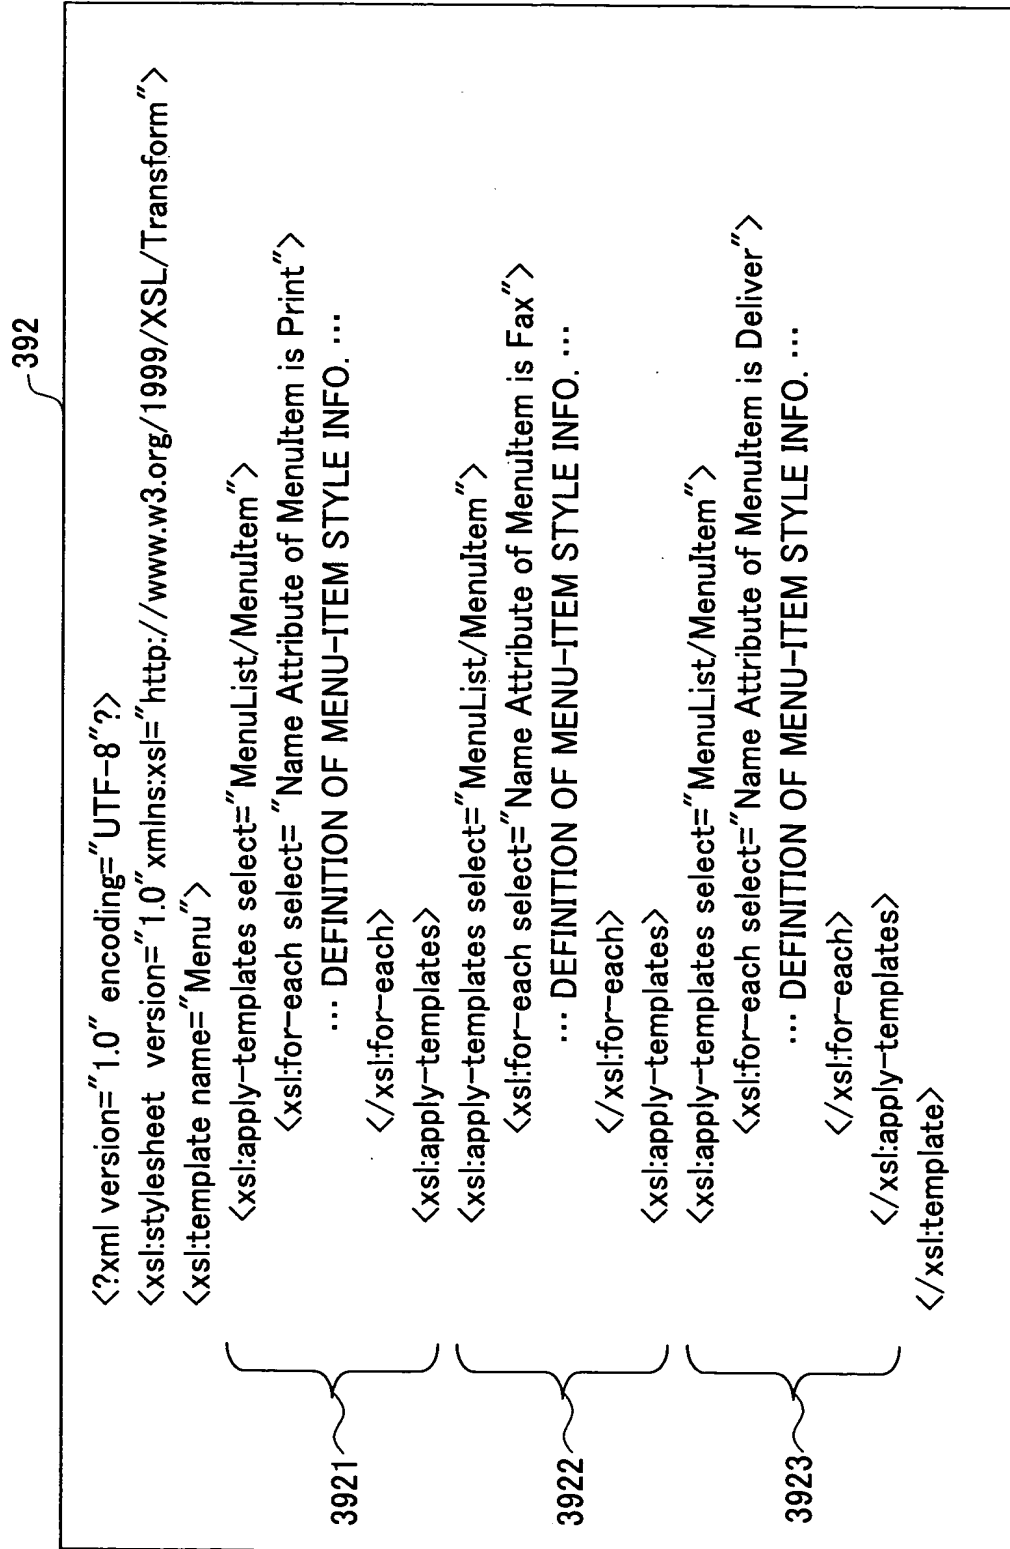 392
<?xml version="1.0" encoding="UTF-8"?>
<xsl:stylesheet version="1.0"xmlns:xsl="http://www.w3.org/1999/XSL/Transform">
<xsl:template name="Menu">
3921
<xsl:apply-templates select="MenuList/MenuItem">
<xsl:for-each select="Name Attribute of MenuItem is Print">
... DEFINITION OF MENU-ITEM STYLE INFO. ...
</xsl:for-each>
<xsl:apply-templates>
3922
<xsl:apply-templates select="MenuList/MenuItem">
<xsl:for-each select="Name Attribute of MenuItem is Fax">
... DEFINITION OF MENU-ITEM STYLE INFO. ...
</xsl:for-each>
<xsl:apply-templates>
3923
<xsl:apply-templates select="MenuList/MenuItem">
<xsl:for-each select="Name Attribute of MenuItem is Deliver">
... DEFINITION OF MENU-ITEM STYLE INFO. ...
</xsl:for-each>
</xsl:apply-templates>
</xsl:template>